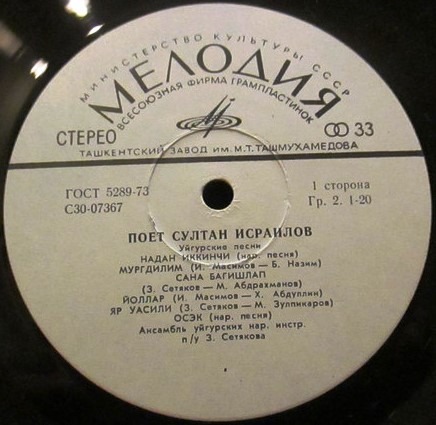 МИНИСТЕРСТВО КУЛЬТУРЫ СССР
МЕЛОДИЯ
ВСЕСОЮЗНАЯ ФИРМА ГРАМПЛАСТИНОК
СТЕРЕО
33
ТАШКЕНТСКИЙ ЗАВОД ИМ. М.Т. ТАШМУХАМЕДОВА
ГОСТ 5289-73
С30-07367
1 сторона
Гр. 2. 1-20
ПОЕТ СУЛТАН ИСРАИЛОВ
Уйгурские песни
НАДАН ИККИНЧИ (нар. песня)
МУРГДИЛИМ (И. Масимов — Б. Назим)
САНА БАГИШЛАП
(З. Сетяков — М. Абдрахманов)
ЙОЛЛАР (И. Масимов — Х. Абдуллин)
ЯР УАСИЛИ (З. Сетяков — М. Зулпикаров)
ОСЭК (нар. песня)
Ансамбль уйгурских нар. инстр.
п/у З. Сетякова